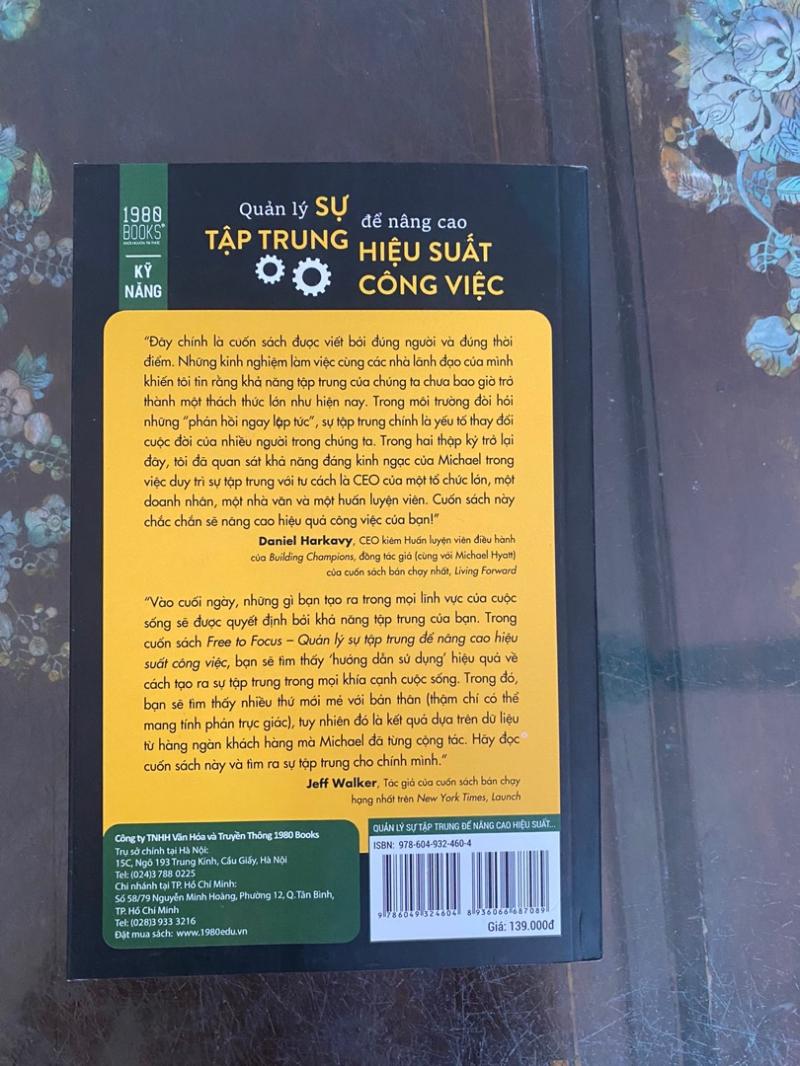 1980
BOOKS®
KỸ
NĂNG
Quản lý SỰ
TẬP TRUNG
để nâng cao
HIỆU SUẤT
CÔNG VIỆC
“Đây chính là cuốn sách được viết bởi đúng người và đúng thời
điểm. Những kinh nghiệm làm việc cùng các nhà lãnh đạo của mình
khiến tôi tin rằng khả năng tập trung của chúng ta chưa bao giờ trở
thành một thách thức lớn như hiện nay. Trong môi trường đòi hỏi
những “phản hồi ngay lập tức”, sự tập trung chính là yếu tố thay đổi
cuộc đời của nhiều người trong chúng ta. Trong hai thập kỷ trở lại
đây, tôi đã quan sát khả năng đáng kinh ngạc của Michael trong
việc duy trì sự tập trung với tư cách là CEO của một tổ chức lớn, một
doanh nhân, một nhà văn và một huấn luyện viên. Cuốn sách này
chắc chắn sẽ nâng cao hiệu quả công việc của bạn!”
Daniel Harkavy, CEO kiêm Huấn luyện viên điều hành
của Building Champions, đồng tác giả (cùng với Michael Hyatt)
của cuốn sách bán chạy nhất, Living Forward
“Vào cuối ngày, những gì bạn tạo ra trong mọi lĩnh vực của cuộc
sống sẽ được quyết định bởi khả năng tập trung của bạn. Trong
cuốn sách Free to Focus – Quản lý sự tập trung để nâng cao hiệu
suất công việc, bạn sẽ tìm thấy ‘hướng dẫn sử dụng’ hiệu quả về
cách tạo ra sự tập trung trong mọi khía cạnh cuộc sống. Trong đó,
bạn sẽ tìm thấy nhiều thứ mới mẻ với bản thân (thậm chí có thể
mang tính phản trực giác), tuy nhiên đó là kết quả dựa trên dữ liệu
từ hàng ngàn khách hàng mà Michael đã từng cộng tác. Hãy đọc
cuốn sách này và tìm ra sự tập trung cho chính mình.”
Jeff Walker, Tác giả của cuốn sách bán chạy
hạng nhất trên New York Times, Launch
Công ty TNHH Văn Hóa và Truyền Thông 1980 Books
Trụ sở chính tại Hà Nội:
15C, Ngõ 193 Trung Kính, Cầu Giấy, Hà Nội
Tel: (024)3 788 0225
Chi nhánh tại TP. Hồ Chí Minh:
Số 58/79 Nguyễn Minh Hoàng, Phường 12, Q.Tân Bình,
TP. Hồ Chí Minh
Tel: (028)3 933 3216
Đặt mua sách: www.1980edu.vn
QUẢN LÝ SỰ TẬP TRUNG ĐỂ NÂNG CAO HIỆU SUẤT...
ISBN: 978-604-932-460-4
9 786049 324604 8 936066 687089
Giá: 139.000đ